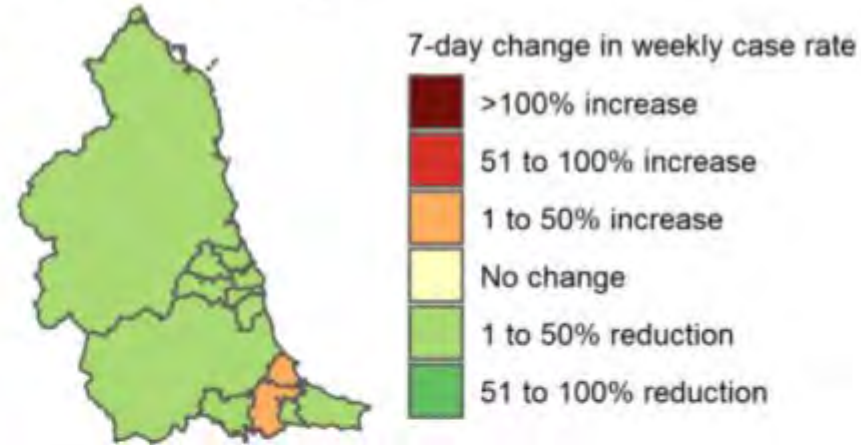 7-day change in weekly case rate
>100% increase
51 to 100% increase
1 to 50% increase
No change
1 to 50% reduction
51 to 100% reduction